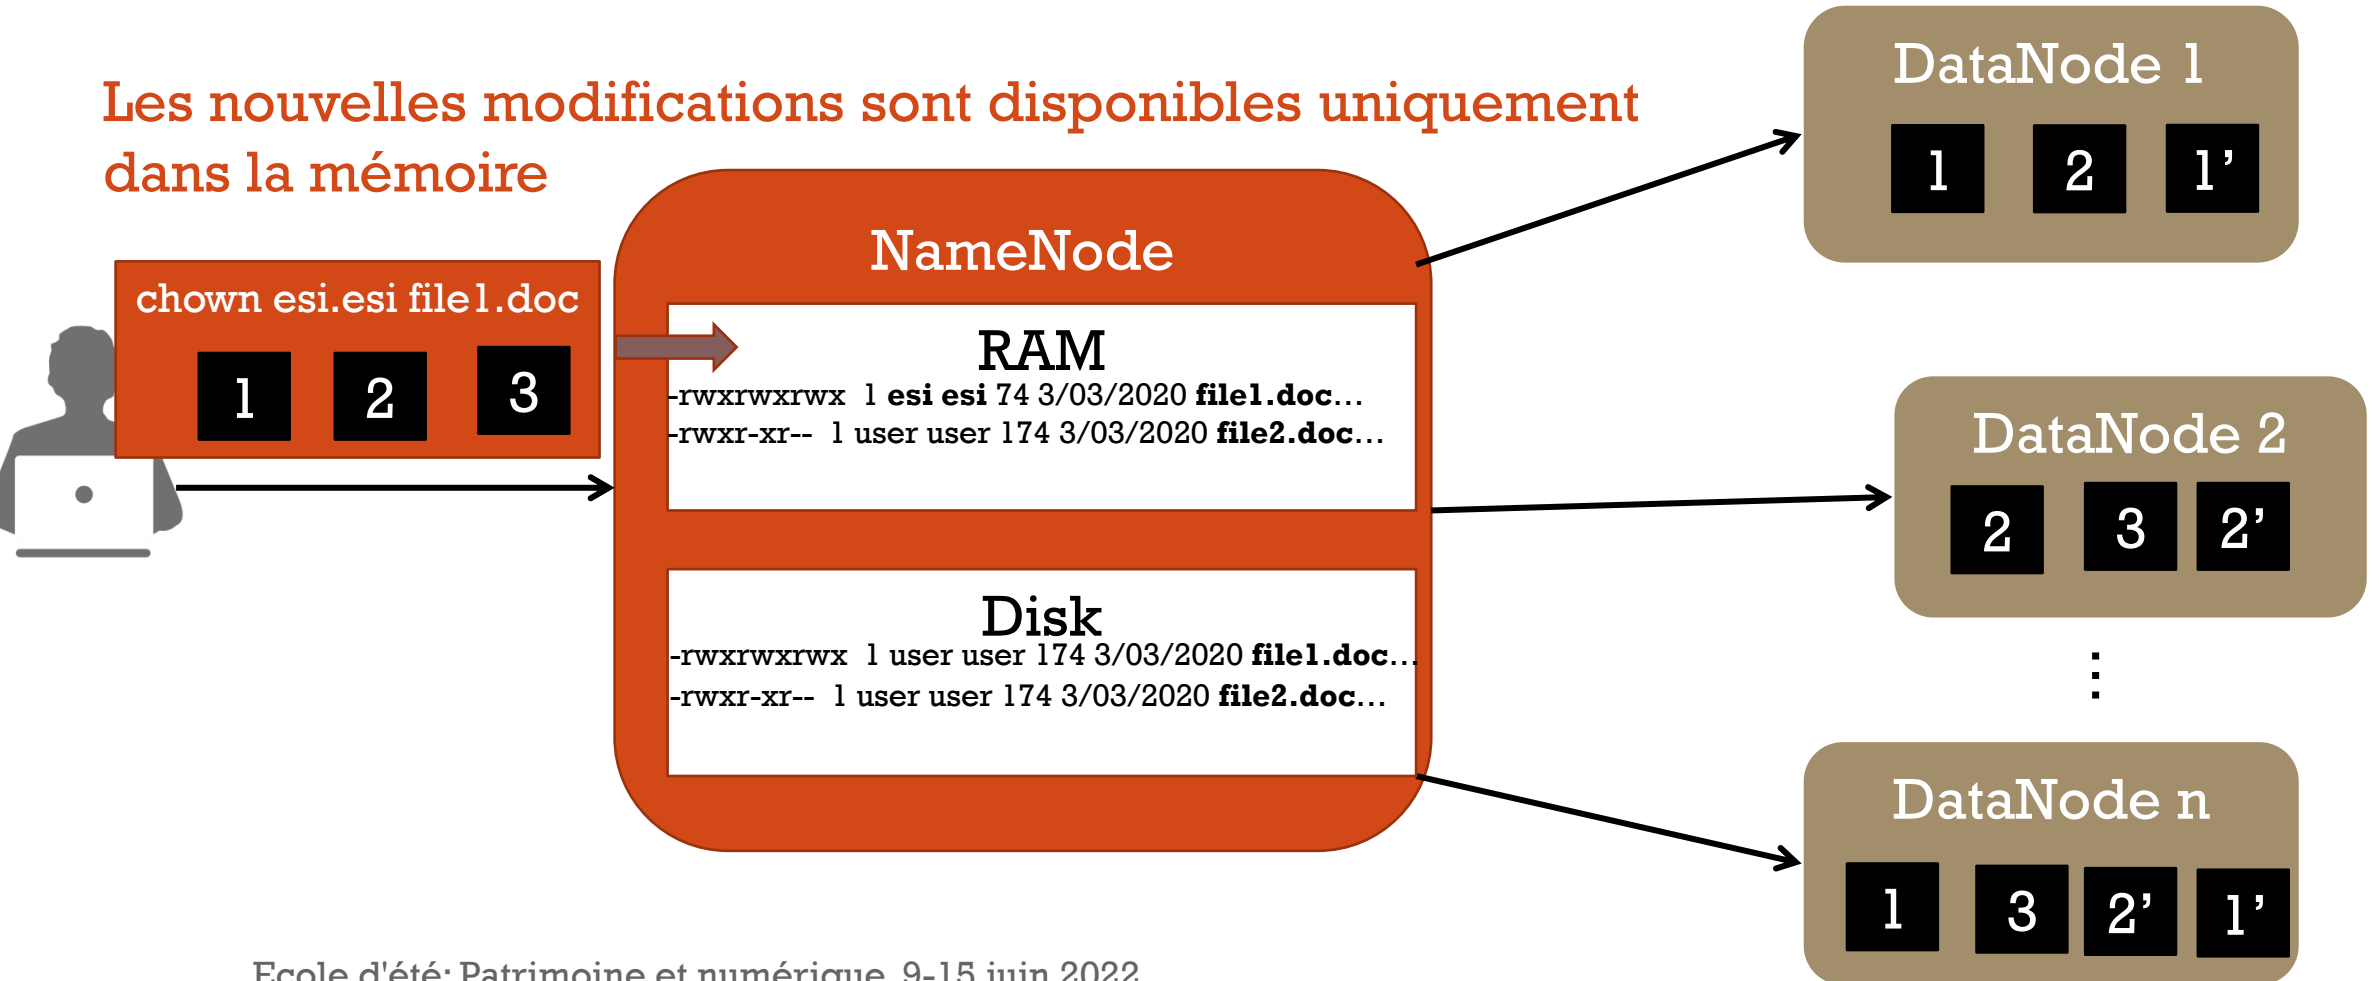 Les nouvelles modifications sont disponibles uniquement
dans la mémoire
chown esi.esi file1.doc
1 2 3
NameNode
RAM
-rwxrwxrwx 1 esi esi 74 3/03/2020 file1.doc...
-rwxr-xr-- 1 user user 174 3/03/2020 file2.doc...
Disk
-rwxrwxrwx 1 user user 174 3/03/2020 file1.doc...
-rwxr-xr-- 1 user user 174 3/03/2020 file2.doc...
DataNode 1
1 2 1’
DataNode 2
2 3 2’
⋮
DataNode n
1 3 2’ 1’
Ecole d'été: Patrimoine et numérique 9-15 juin 2022